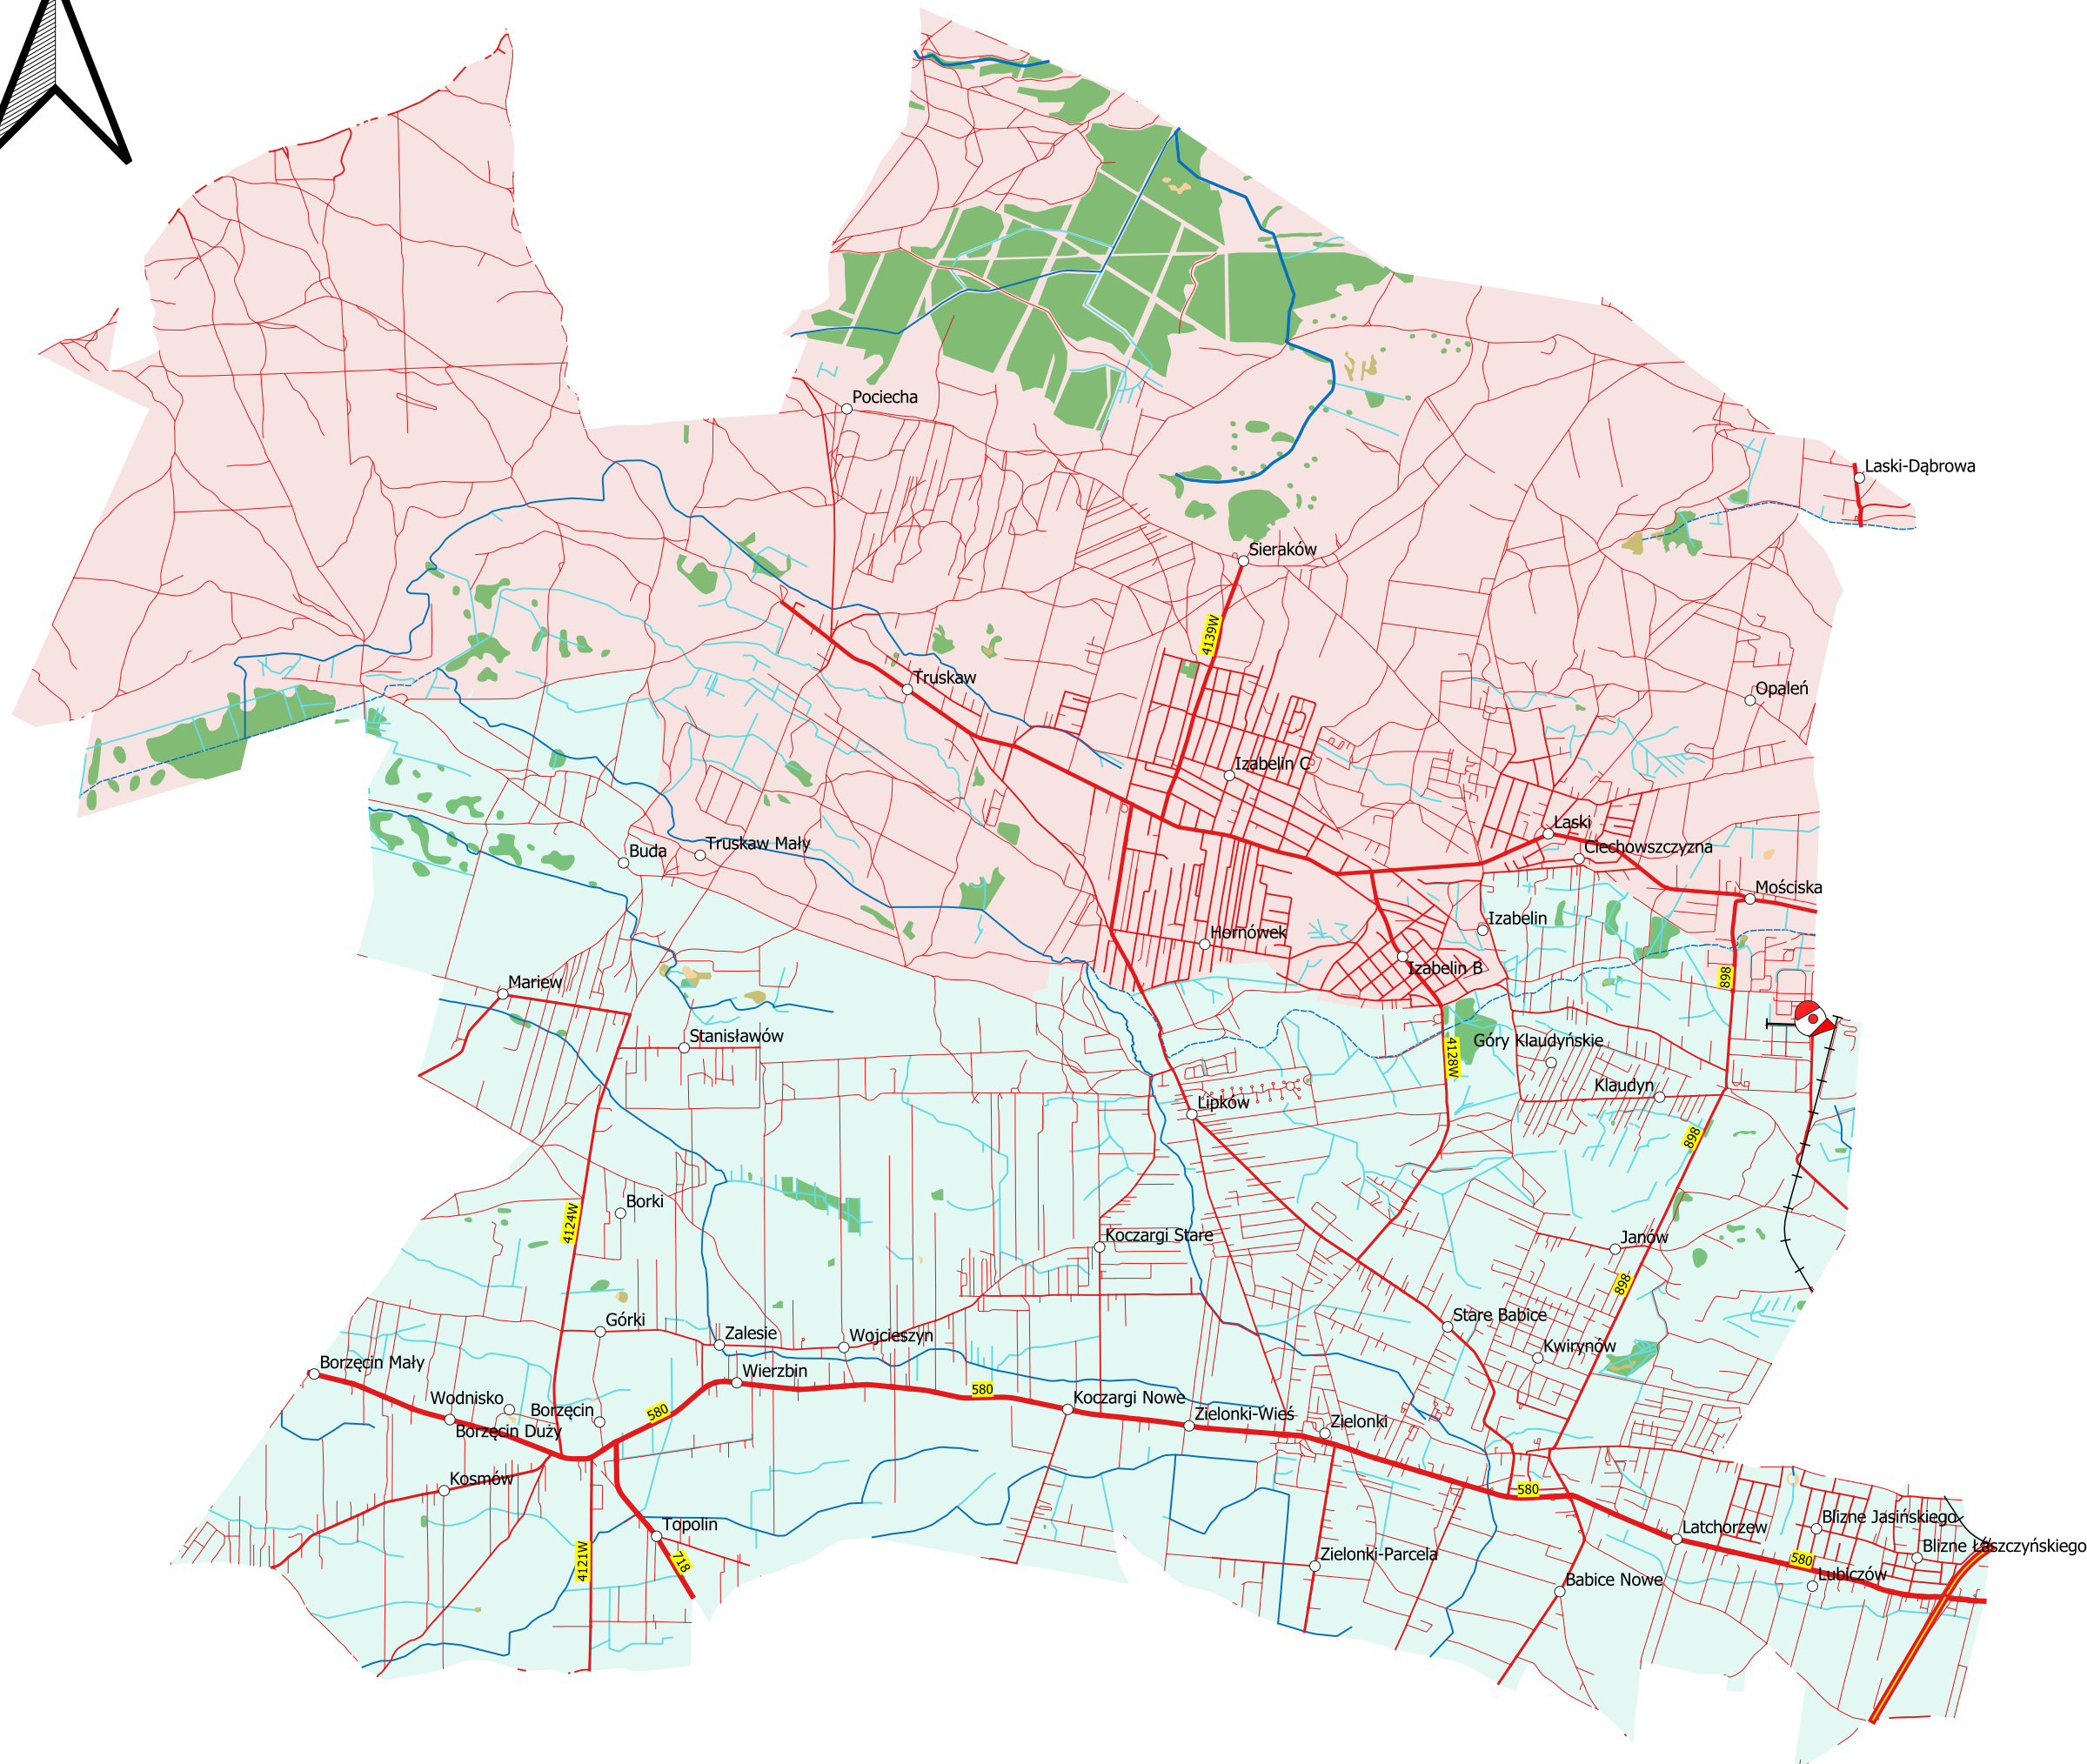 Pociecha
Laski-Dąbrowa
Sieraków
4139W
Truskaw
Opaleń
Izabelin C
Laski
Ciechowszczyzna
Truskaw Mały
Buda
Mościska
Izabelin
Hornówek
Izabelin B
898
Mariew
Stanisławów
Góry Klaudyńskie
4128W
Klaudyn
Lipków
898
Borki
4124W
Koczargi Stare
Janów
898
Górki
Stare Babice
Zalesie
Wojcieszyn
Kwirynów
Borzęcin Mały
Wierzbin
580
Wodnisko
Koczargi Nowe
Borzęcin
580
Zielonki-Wieś
Zielonki
Borzęcin Duży
Kosmów
580
Blizne Jasińskiego
Topolin
Latchorzew
Blizne Łaszczyńskiego
Zielonki-Parcela
580
4121W
718
Lubiczów
Babice Nowe